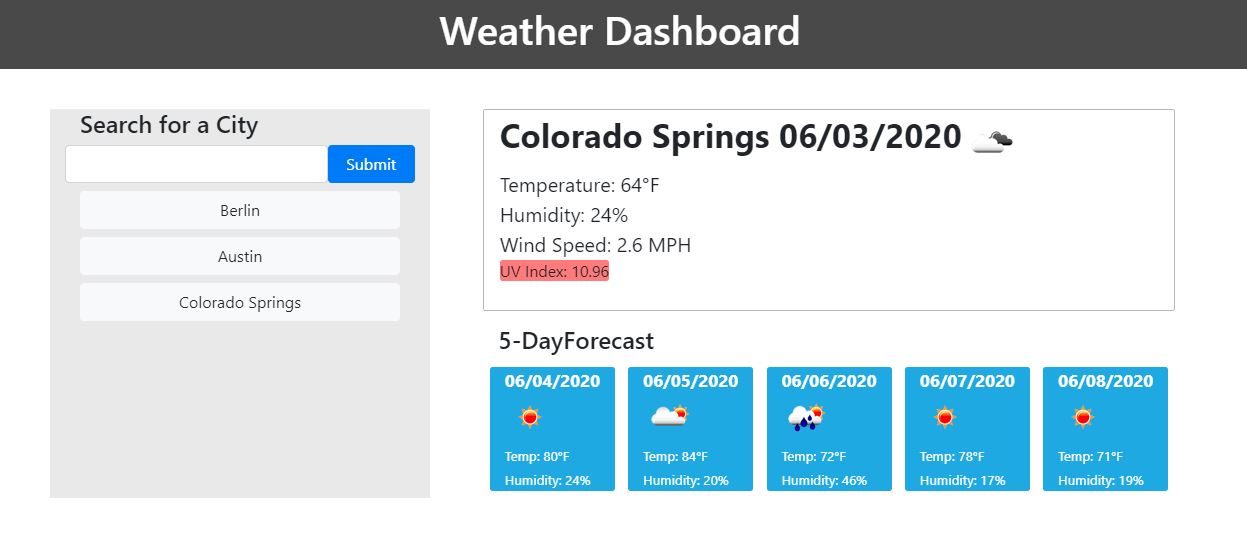 Weather Dashboard
Search for a City
Submit
Berlin
Austin
Colorado Springs
Colorado Springs 06/03/2020
Temperature: 64°F
Humidity: 24%
Wind Speed: 2.6 MPH
UV Index: 10.96
5-DayForecast
06/04/2020
Temp: 80°F
Humidity: 24%
06/05/2020
Temp: 84°F
Humidity: 20%
06/06/2020
Temp: 72°F
Humidity: 46%
06/07/2020
Temp: 78°F
Humidity: 17%
06/08/2020
Temp: 71°F
Humidity: 19%